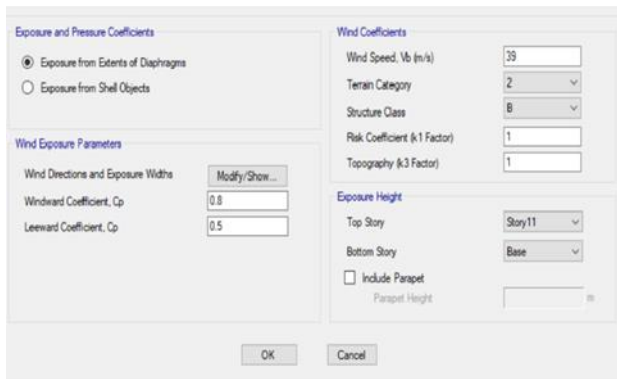 Exposure and Pressure Coefficients
Exposure from Extents of Diaphragms
Exposure from Shell Objects
Wind Exposure Parameters
Wind Directions and Exposure Widths Modify/Show...
Windward Coefficient, Cp 0.8
Leeward Coefficient, Cp 0.5
Wind Coefficients
Wind Speed, Vb (m/s) 39
Terrain Category 2
Structure Class B
Risk Coefficient (k1 Factor) 1
Topography (k3 Factor) 1
Exposure Height
Top Story Story11
Bottom Story Base
Include Parapet
Parapet Height m
OK Cancel